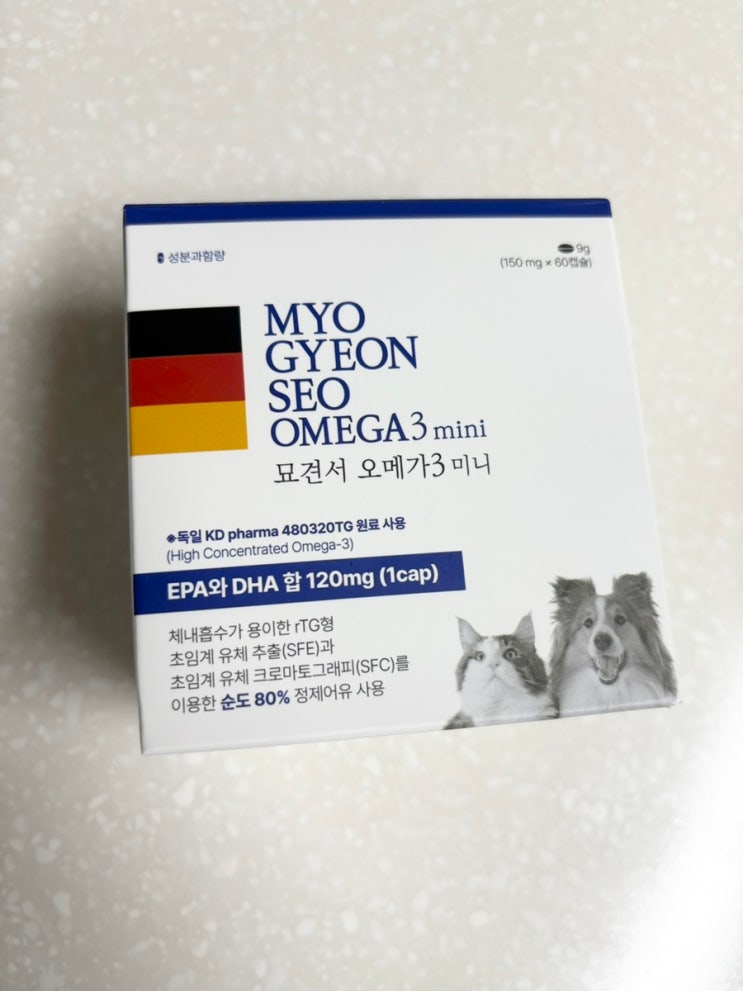 성분과함량
9g
(150 mg × 60캡슐)
MYO
GYEON
SEO
OMEGA3 mini
묘견서 오메가3 미니
※독일 KD pharma 480320TG 원료 사용
(High Concentrated Omega-3)
EPA와 DHA 합 120mg (1cap)
체내흡수가 용이한 rTG형
초임계 유체 추출(SFE)과
초임계 유체 크로마토그래피(SFC)를
이용한 순도 80% 정제어유 사용